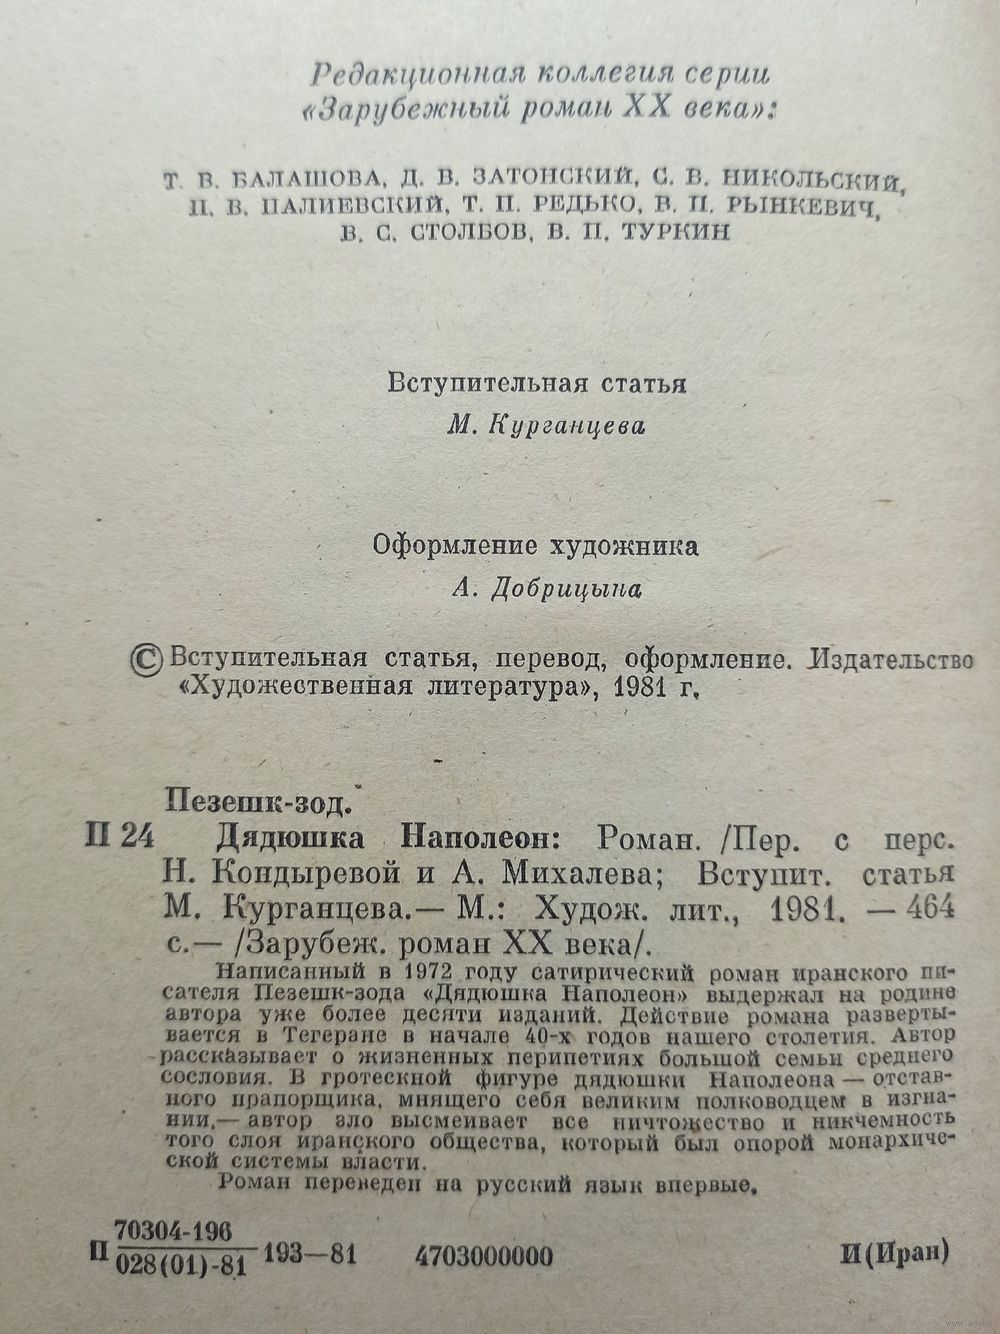 Редакционная коллегия серии
«Зарубежный роман XX века»:
Т. В. БАЛАШОВА, Д. В. ЗАТОНСКИЙ, С. В. НИКОЛЬСКИЙ,
П. В. ПАЛИЕВСКИЙ, Т. П. РЕДЬКО, В. П. РЫНКЕВИЧ,
В. С. СТОЛБОВ, В. П. ТУРКИН
Вступительная статья
М. Курганцева
Оформление художника
А. Добрицына
© Вступительная статья, перевод, оформление. Издательство
«Художественная литература», 1981 г.
Пезешк-зод.
П 24 Дядюшка Наполеон: Роман. /Пер. с перс.
Н. Кондыревой и А. Михалева; Вступит. статья
М. Курганцева.— М.: Худож. лит., 1981. — 464
с.— /Зарубеж. роман XX века/.
Написанный в 1972 году сатирический роман иранского пи-
сателя Пезешк-зода «Дядюшка Наполеон» выдержал на родине
автора уже более десяти изданий. Действие романа разверты-
вается в Тегеране в начале 40-х годов нашего столетия. Автор
рассказывает о жизненных перипетиях большой семьи среднего
сословия. В гротескной фигуре дядюшки Наполеона — отстав-
ного прапорщика, мнящего себя великим полководцем в изгна-
нии,— автор зло высмеивает все ничтожество и никчемность
того слоя иранского общества, который был опорой монархиче-
ской системы власти.
Роман переведен на русский язык впервые.
П 70304-196
028(01)-81 193—81 4703000000 И(Иран)
www.ay.by